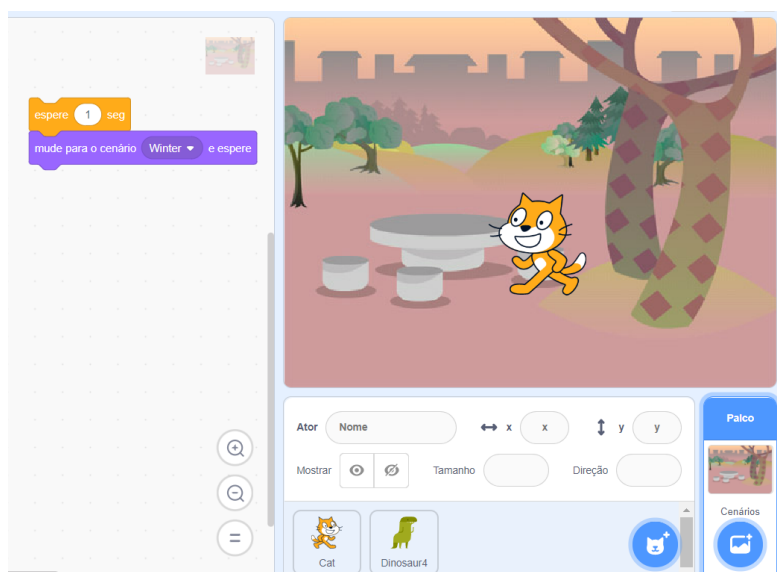 espere 1 seg
mude para o cenário Winter e espere
Ator Nome x x y y
Mostrar Tamanho Direção
Cat Dinosaur4
Palco
Cenários